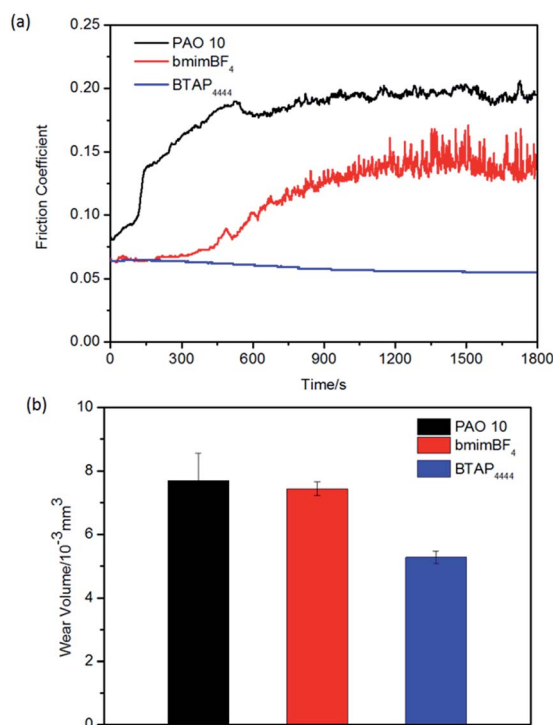 (a)
0.25
0.20
0.15
0.10
0.05
0.00
Friction Coefficient
PAO 10
bmimBF4
BTAP4444
0 300 600 900 1200 1500 1800
Time/s
(b)
10
8
6
4
2
0
Wear Volume/10-3mm3
PAO 10
bmimBF4
BTAP4444